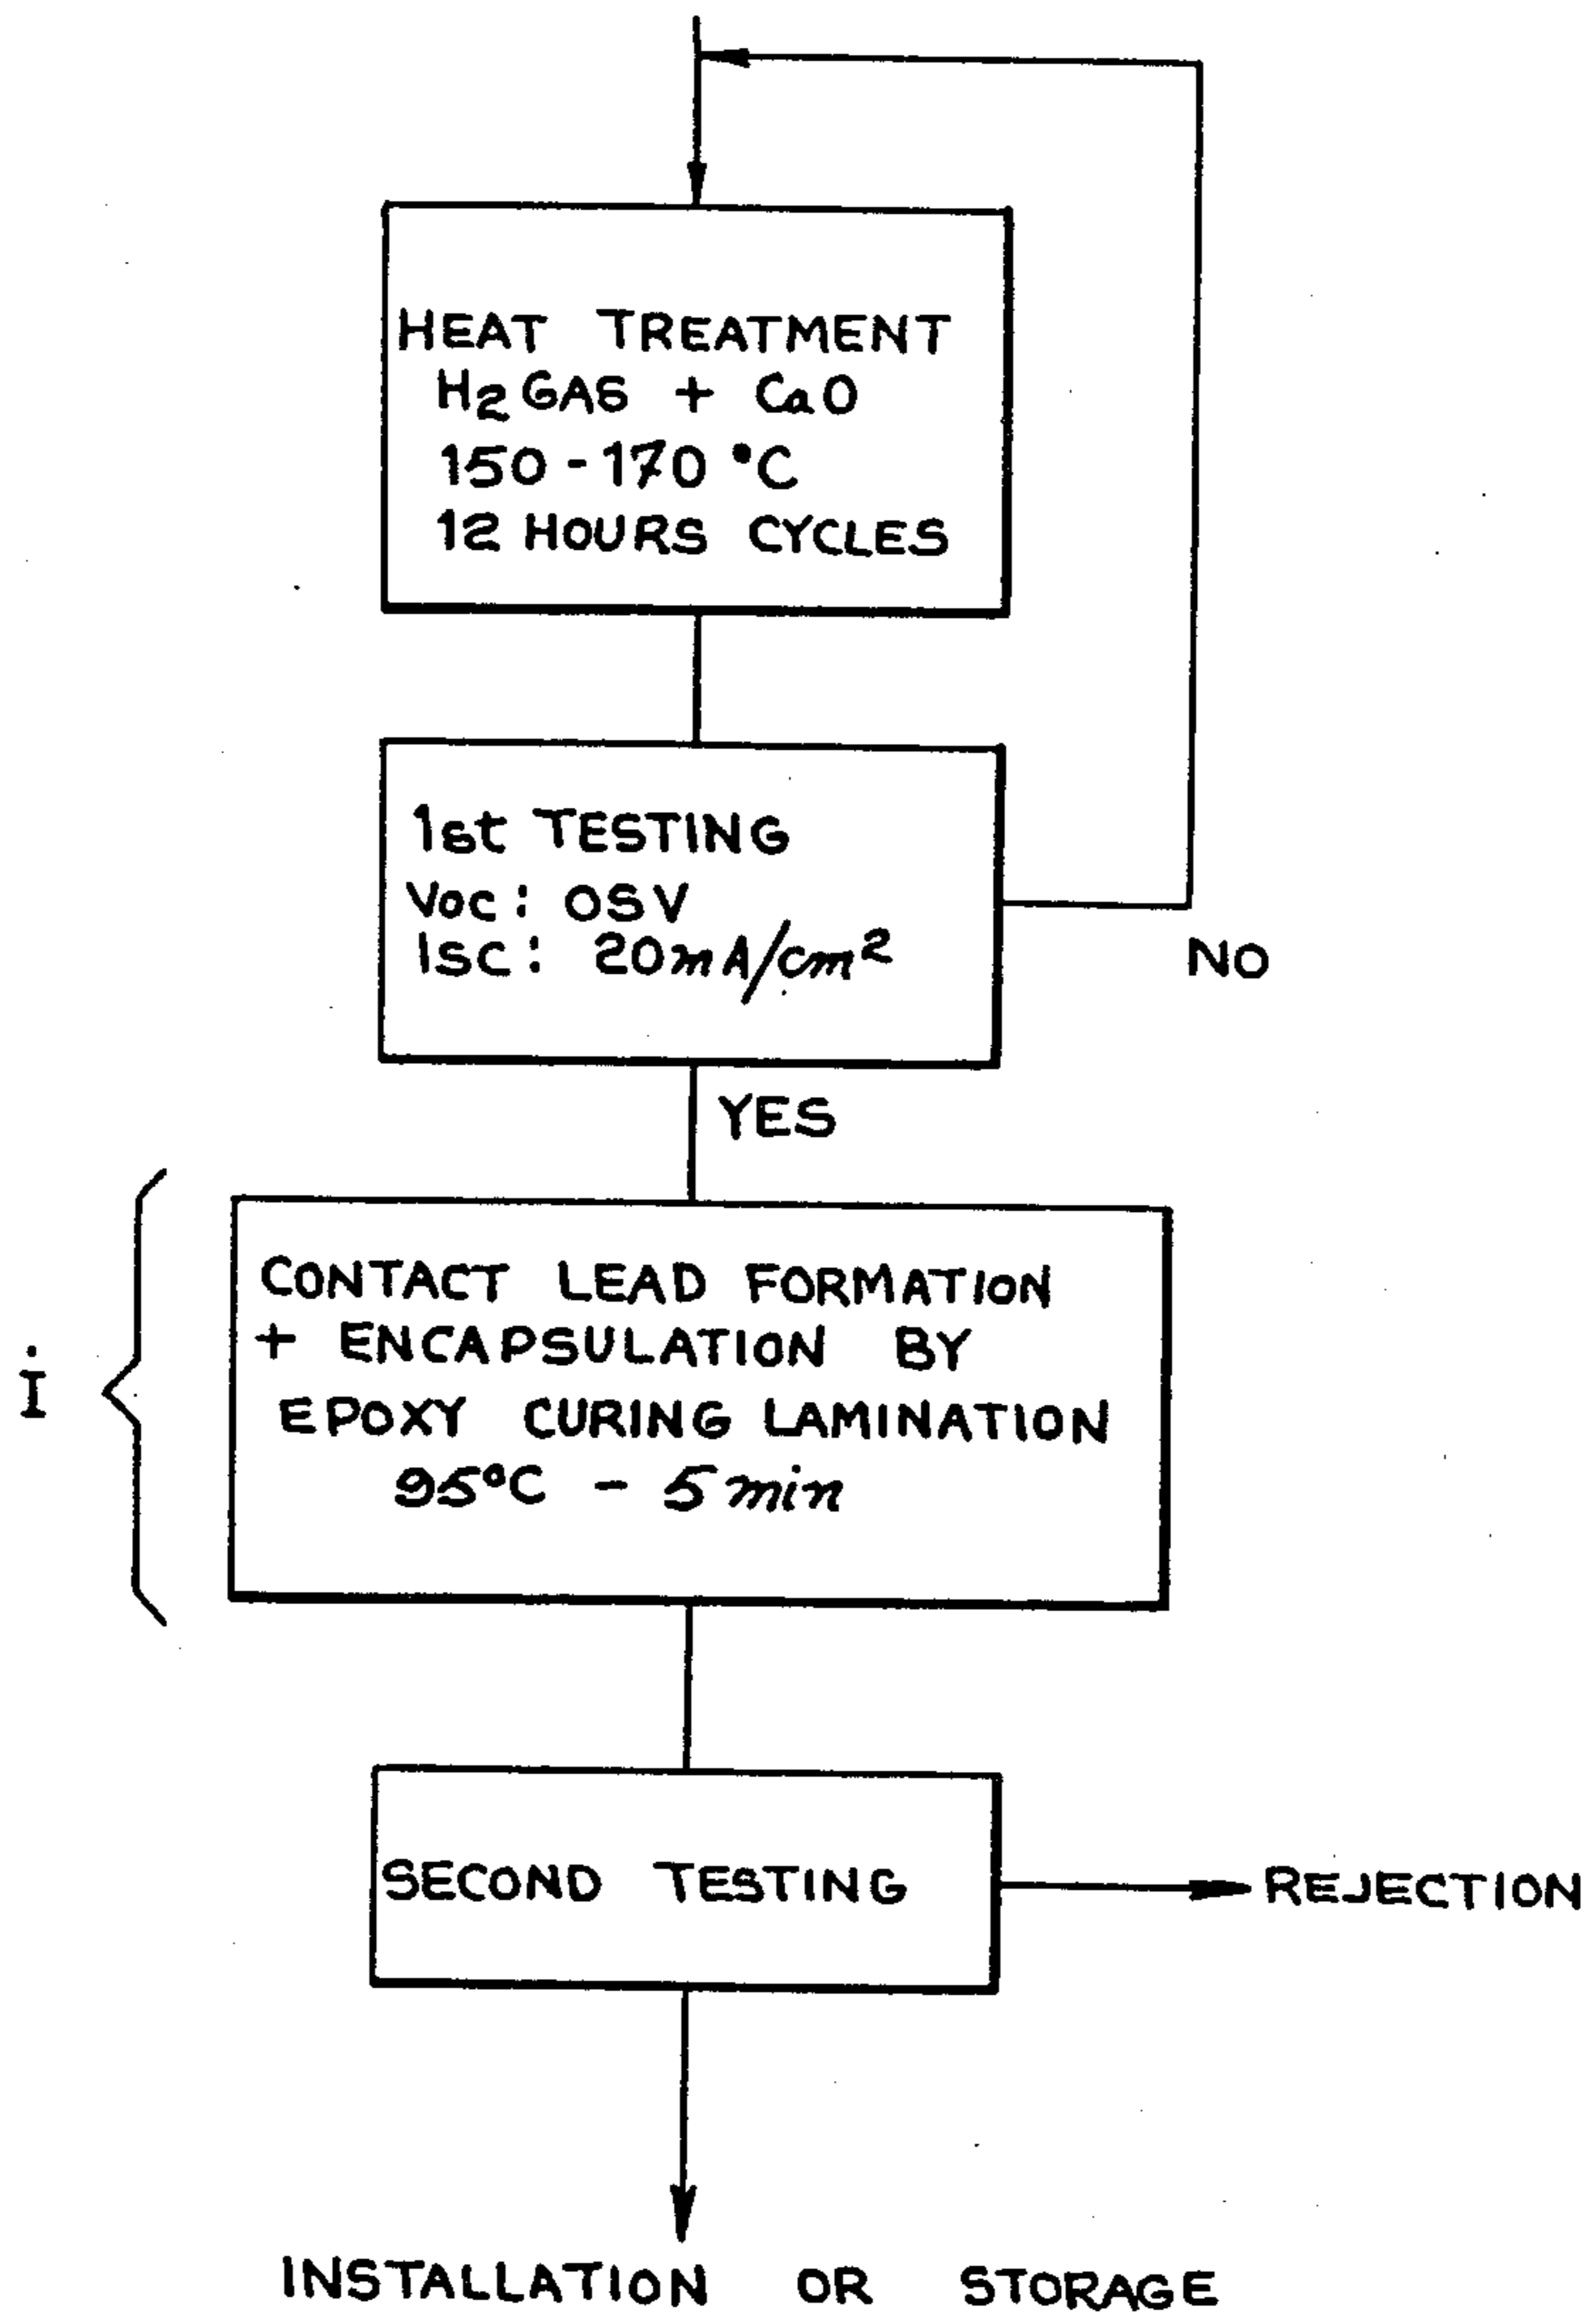 HEAT TREATMENT
H2 GAS + CaO
150 - 170 °C
12 HOURS CYCLES
1st TESTING
Voc: OSV
Isc: 20mA/cm²
NO
YES
CONTACT LEAD FORMATION
+ ENCAPSULATION BY
i
EPOXY CURING LAMINATION
95°C - 5 min
SECOND TESTING
REJECTION
INSTALLATION OR STORAGE